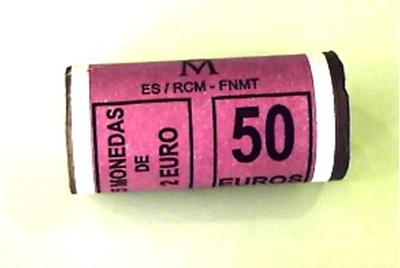 M
ES / RCM - FNMT
MONEDAS
DE
2 EURO
50
EUROS